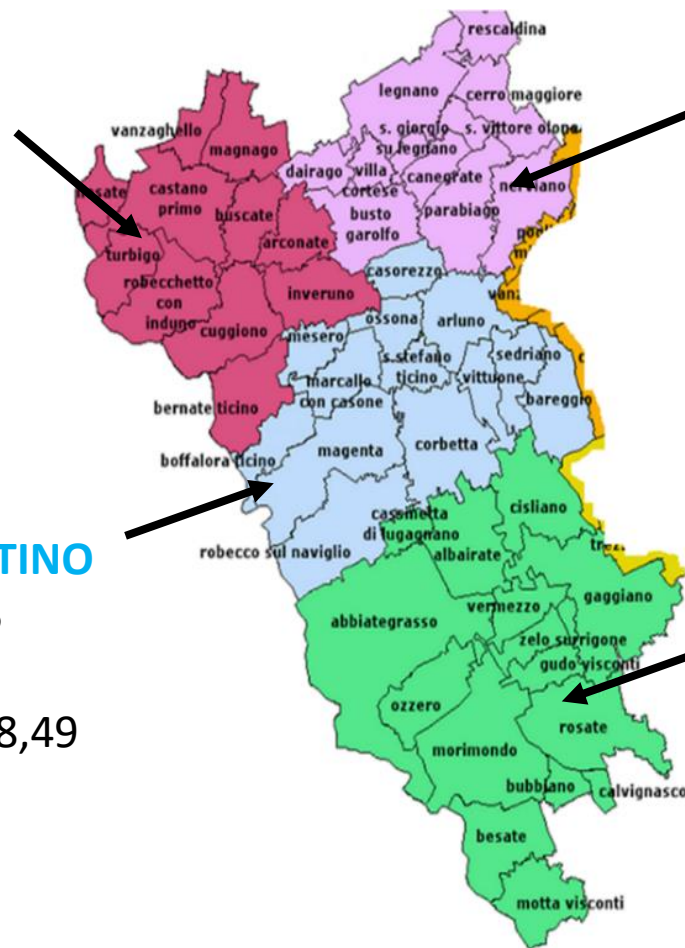 rescaldina
legnano
cerro maggiore
vanzaghello
s. giorgio
su legnano
s. vittore olona
magnago
dairago
villa
cortese
canegrate
nerviano
castano
primo
buscate
busto
garolfo
parabiago
arconate
turbigo
casorezzo
robecchetto
con
induno
inveruno
cuggiono
ossona
arluno
mesero
s.stefano
ticino
sedriano
vittuone
marcallo
con casone
bareggio
bernate ticino
magenta
corbetta
boffalora ticino
cisliano
cassinetta
di lugagnano
TINO
robecco sul naviglio
albairate
gaggiano
vermezzo
abbiategrasso
zelo surrigone
gudo visconti
ozzero
rosate
8,49
morimondo
bubbiano
calvignasco
besate
motta visconti